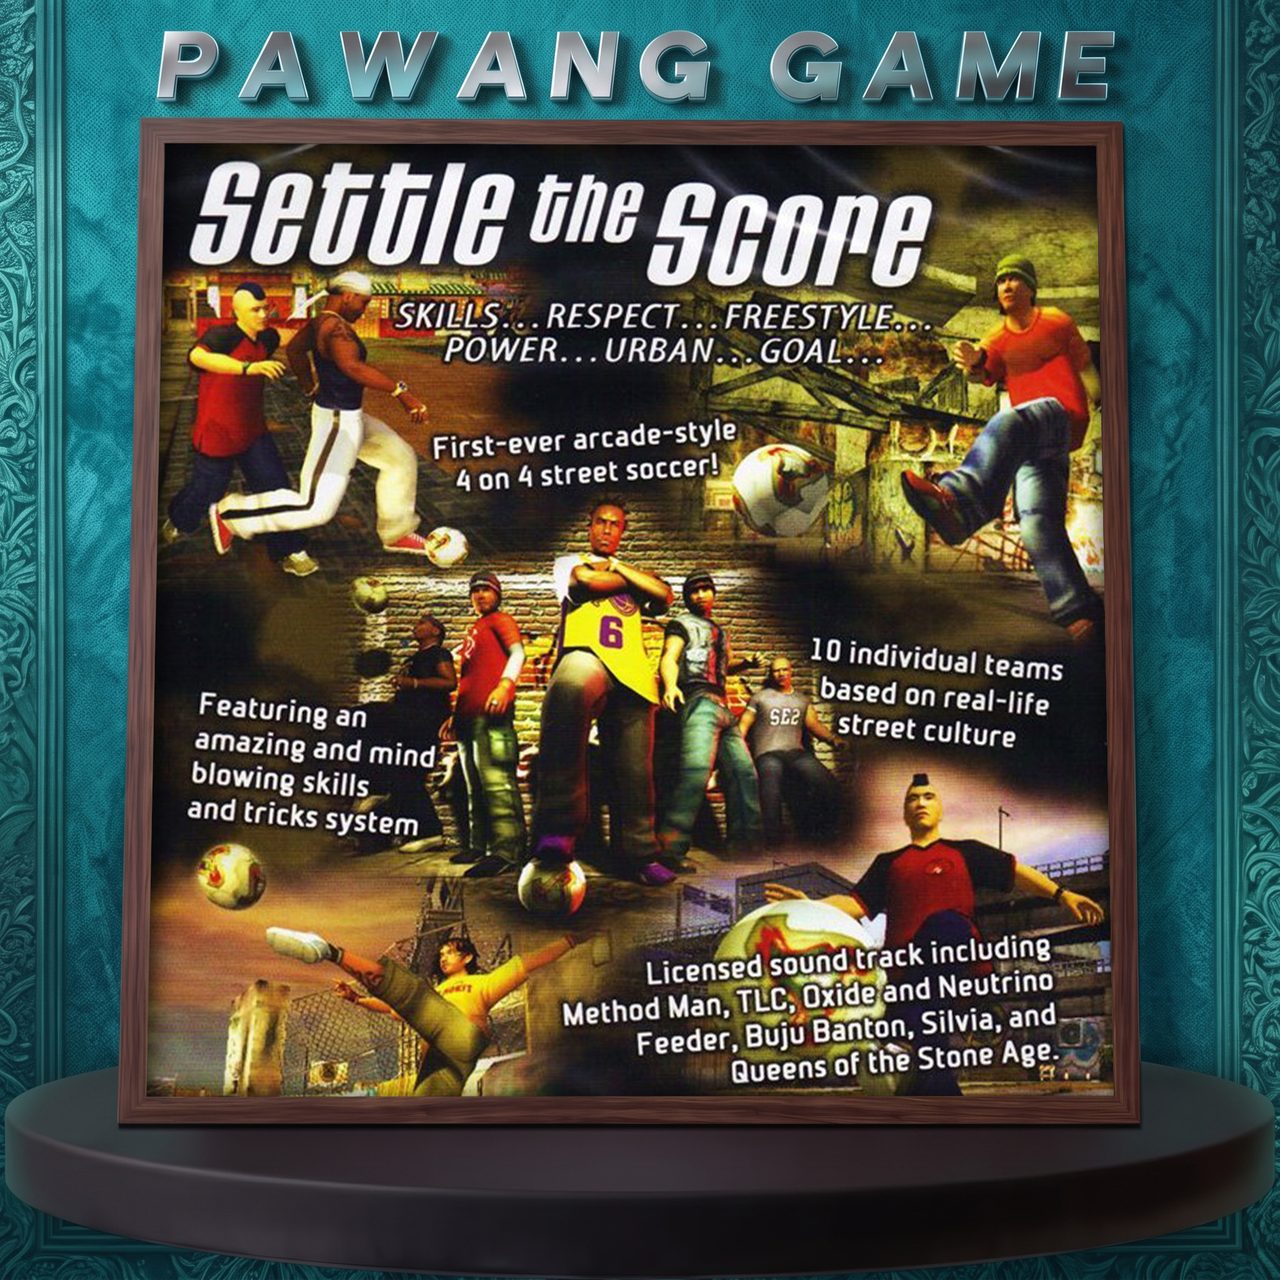 PAWANG GAME
Settle the Score
SKILLS...RESPECT...FREESTYLE...
POWER...URBAN...GOAL...
First-ever arcade-style
4 on 4 street soccer!
6
10 individual teams
based on real-life
street culture
SE2
Featuring an
amazing and mind
blowing skills
and tricks system
Licensed sound track including
Method Man, TLC, Oxide and Neutrino
Feeder, Buju Banton, Silvia, and
Queens of the Stone Age.